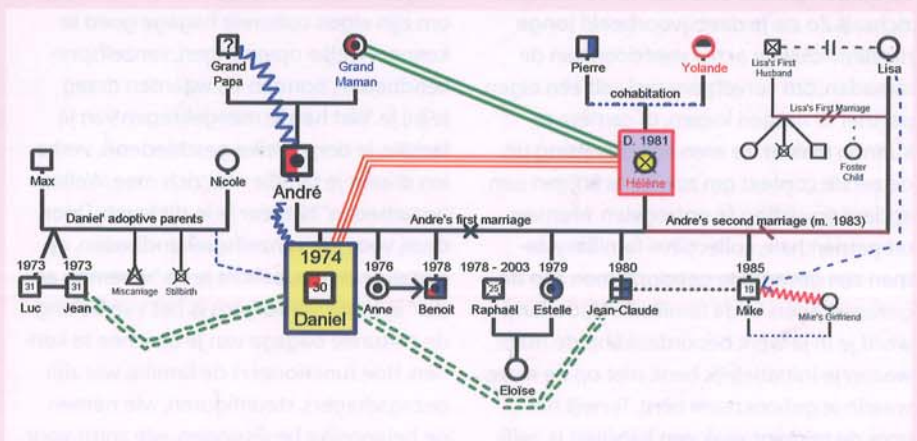 ?
Grand
Papa
Grand
Maman
Pierre
Yolande
Lisa's First
Husband
Lisa
cohabitation
Lisa's First Marriage
D. 1981
Hélène
Foster
Child
Max
Nicole
André
Daniel' adoptive parents
Andre's first marriage
Andre's second marriage (m. 1983)
1973
1973
31
31
Luc
Jean
Miscarriage
Stillbirth
1974
30
Daniel
1976
Anne
1978
Benoit
1978 - 2003
25
Raphaël
1979
Estelle
1980
Jean-Claude
1985
19
Mike
Mike's Girlfriend
Eloïse